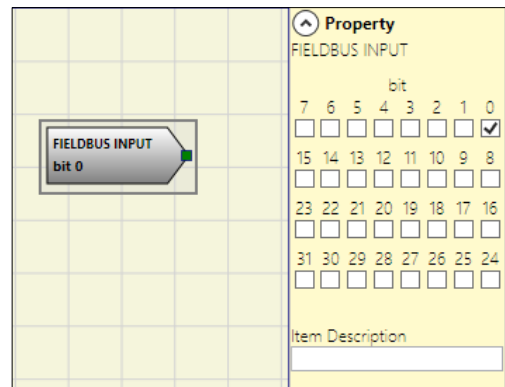 FIELDBUS INPUT
bit 0
Property
FIELDBUS INPUT
bit
7 6 5 4 3 2 1 0
15 14 13 12 11 10 9 8
23 22 21 20 19 18 17 16
31 30 29 28 27 26 25 24
Item Description